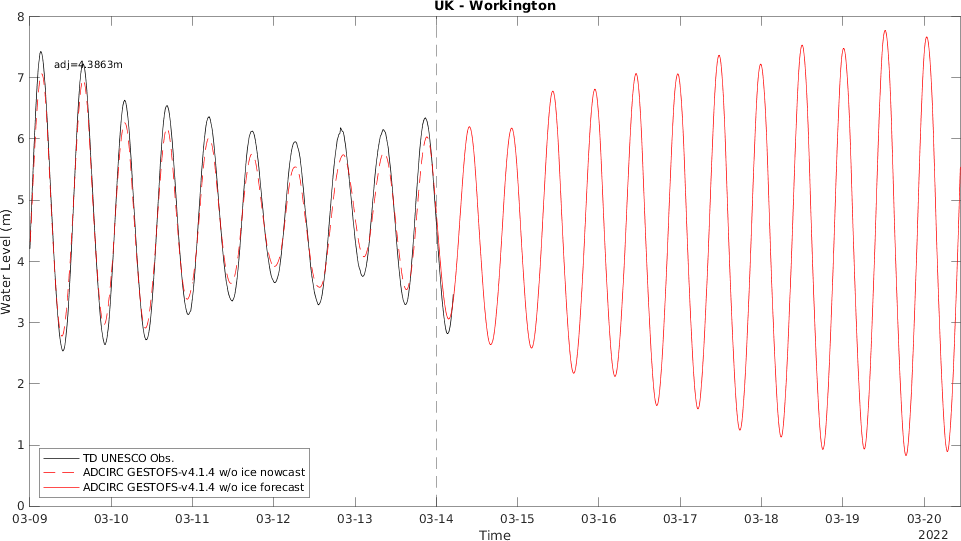 UK - Workington
adj=4.3863m
8
7
6
5
4
3
2
1
0
Water Level (m)
TD UNESCO Obs.
ADCIRC GESTOFS-v4.1.4 w/o ice nowcast
ADCIRC GESTOFS-v4.1.4 w/o ice forecast
03-09 03-10 03-11 03-12 03-13 03-14 03-15 03-16 03-17 03-18 03-19 03-20
Time
2022